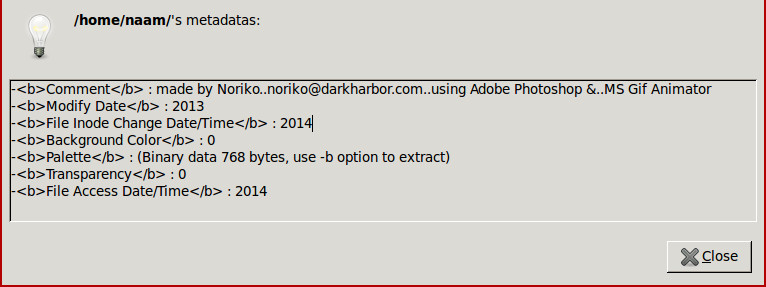 /home/naam/'s metadatas:
-<b>Comment</b> : made by Noriko..noriko@darkharbor.com..using Adobe Photoshop &..MS Gif Animator
-<b>Modify Date</b> : 2013
-<b>File Inode Change Date/Time</b> : 2014
-<b>Background Color</b> : 0
-<b>Palette</b> : (Binary data 768 bytes, use -b option to extract)
-<b>Transparency</b> : 0
-<b>File Access Date/Time</b> : 2014
Close